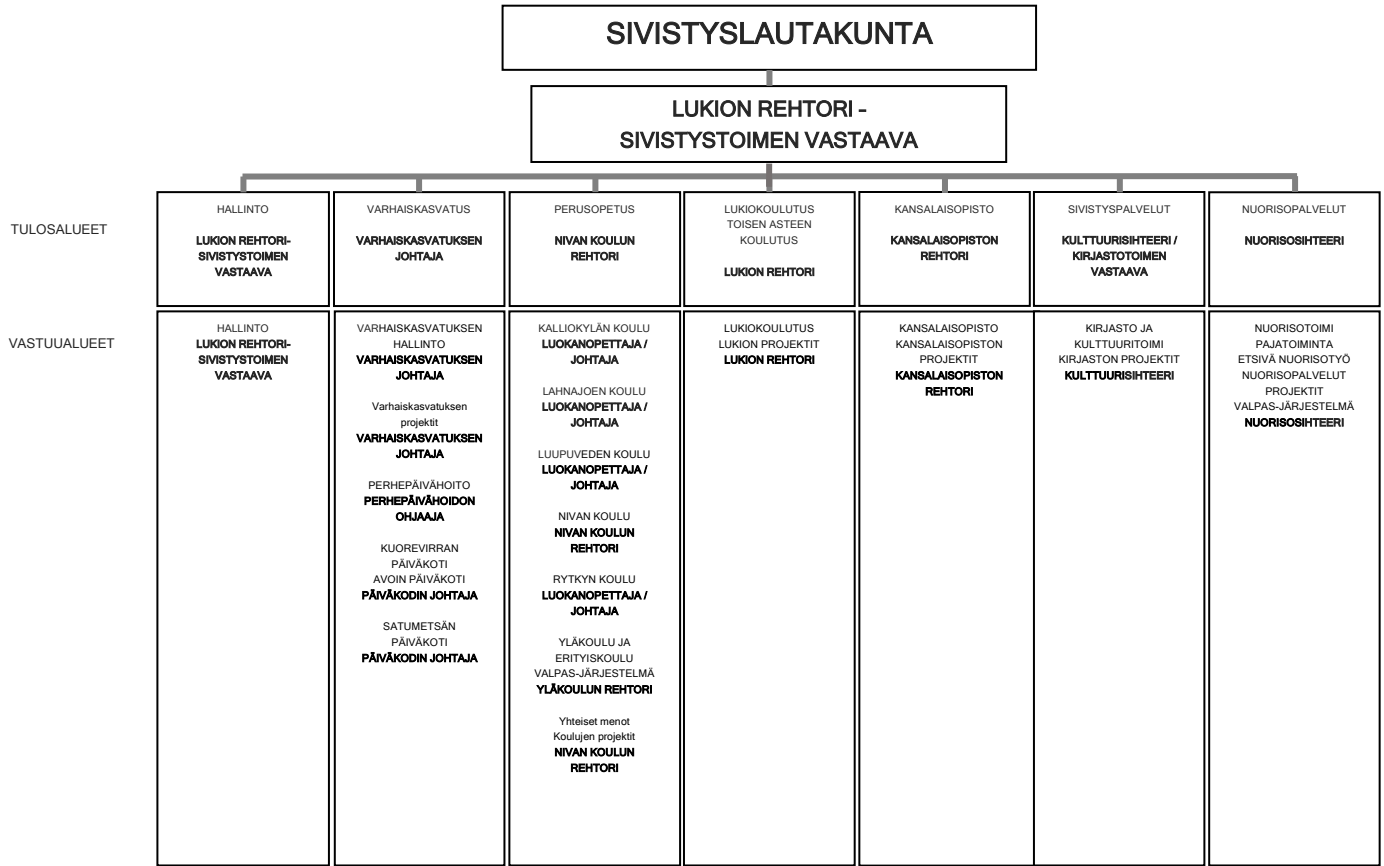 SIVISTYSLAUTAKUNTA
LUKION REHTORI -
SIVISTYSTOIMEN VASTAAVA
TULOSALUEET
HALLINTO
LUKION REHTORI-
SIVISTYSTOIMEN
VASTAAVA
VARHAISKASVATUS
VARHAISKASVATUKSEN
JOHTAJA
PERUSOPETUS
NIVAN KOULUN
REHTORI
LUKIOKOULUTUS
TOISEN ASTEEN
KOULUTUS
LUKION REHTORI
KANSALAISOPISTO
KANSALAISOPISTON
REHTORI
SIVISTYSPALVELUT
KULTTUURISIHTEERI /
KIRJASTOTOIMEN
VASTAAVA
NUORISOPALVELUT
NUORISOSIHTEERI
VASTUUALUEET
HALLINTO
LUKION REHTORI-
SIVISTYSTOIMEN
VASTAAVA
VARHAISKASVATUKSEN
HALLINTO
VARHAISKASVATUKSEN
JOHTAJA
Varhaiskasvatuksen
projektit
VARHAISKASVATUKSEN
JOHTAJA
PERHEPÄIVÄHOITO
PERHEPÄIVÄHOIDON
OHJAAJA
KUOREVIRRAN
PÄIVÄKOTI
AVOIN PÄIVÄKOTI
PÄIVÄKODIN JOHTAJA
SATUMETSÄN
PÄIVÄKOTI
PÄIVÄKODIN JOHTAJA
KALLIOKYLÄN KOULU
LUOKANOPETTAJA /
JOHTAJA
LAHNAJOEN KOULU
LUOKANOPETTAJA /
JOHTAJA
LUUPUVEDEN KOULU
LUOKANOPETTAJA /
JOHTAJA
NIVAN KOULU
NIVAN KOULUN
REHTORI
RYTKYN KOULU
LUOKANOPETTAJA /
JOHTAJA
YLÄKOULU JA
ERITYISKOULU
VALPAS-JÄRJESTELMÄ
YLÄKOULUN REHTORI
Yhteiset menot
Koulujen projektit
NIVAN KOULUN
REHTORI
LUKIOKOULUTUS
LUKION PROJEKTIT
LUKION REHTORI
KANSALAISOPISTO
KANSALAISOPISTON
PROJEKTIT
KANSALAISOPISTON
REHTORI
KIRJASTO JA
KULTTUURITOIMI
KIRJASTON PROJEKTIT
KULTTUURISIHTEERI
NUORISOTOIMI
PAJATOIMINTA
ETSIVÄ NUORISOTYÖ
NUORISOPALVELUT
PROJEKTIT
VALPAS-JÄRJESTELMÄ
NUORISOSIHTEERI